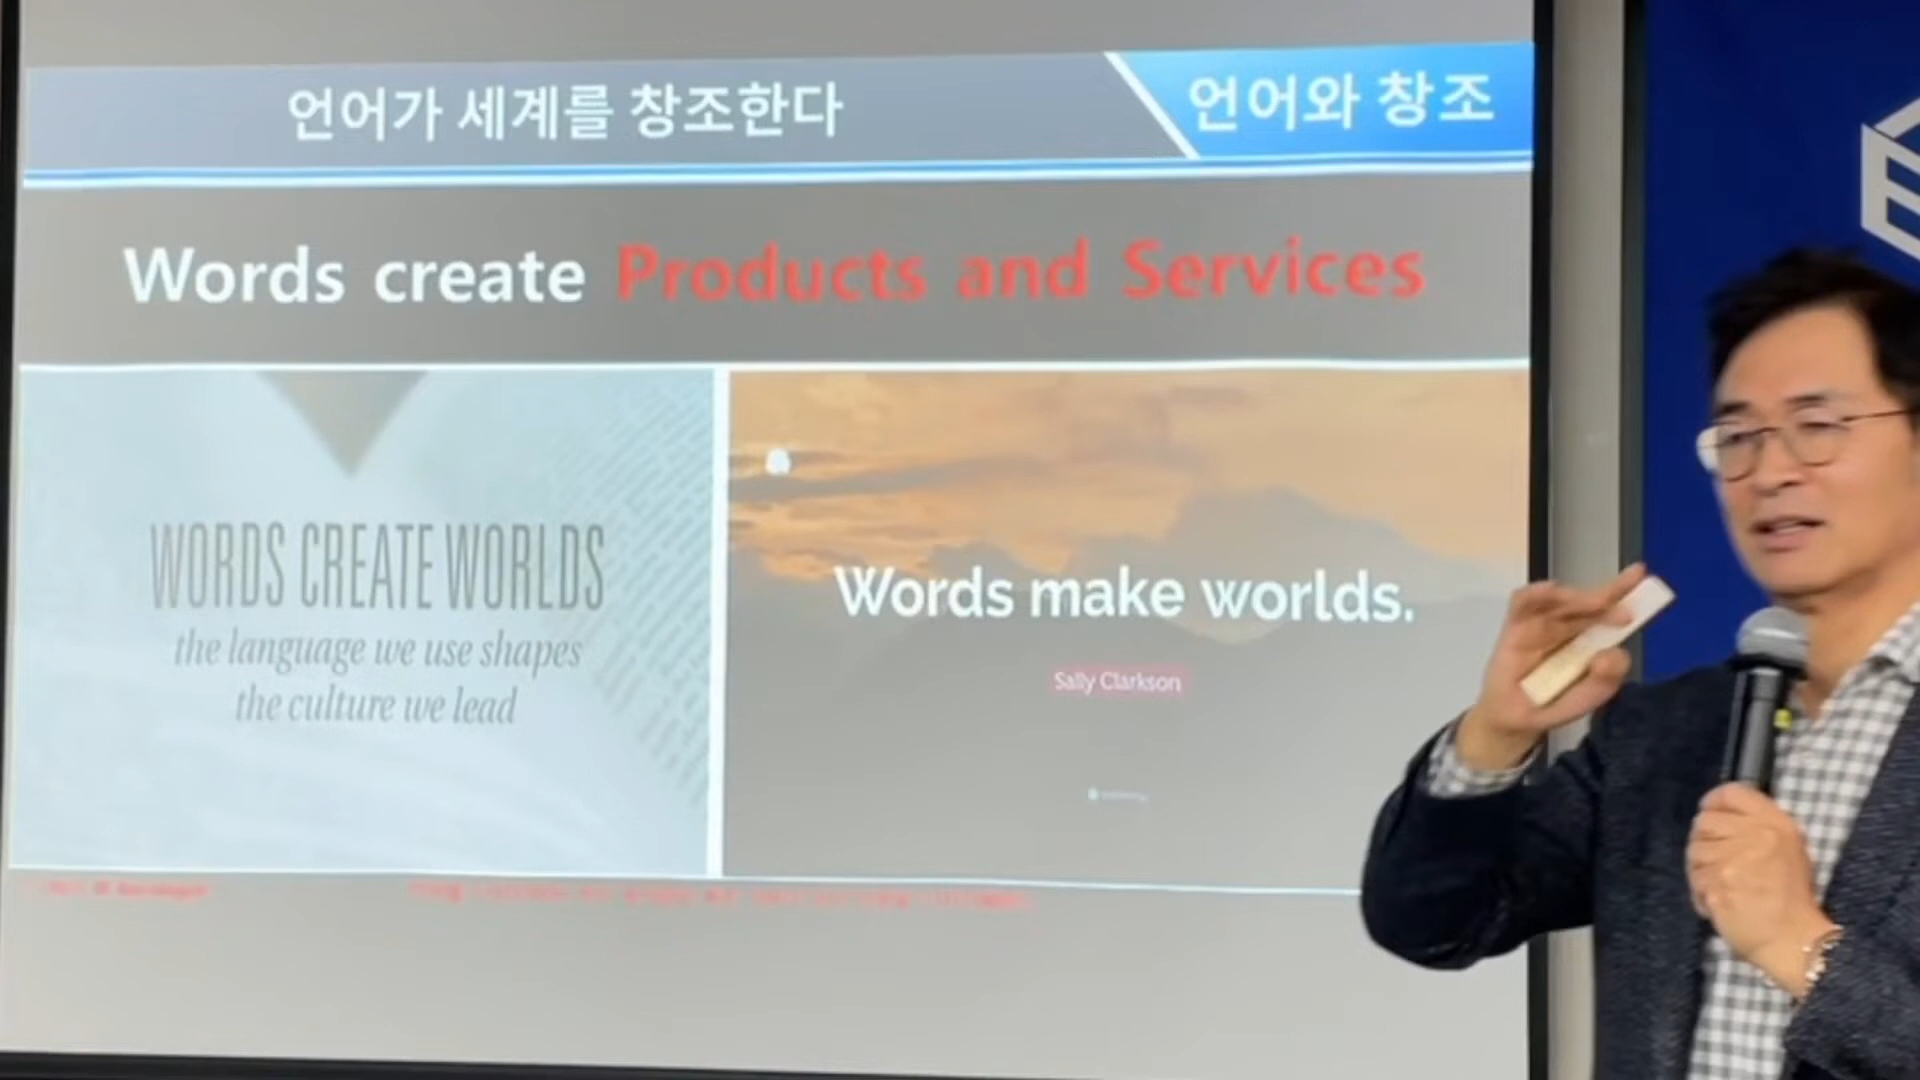 언어가 세계를 창조한다
언어와 창조
Words create Products and Services
WORDS CREATE WORLDS
the language we use shapes
the culture we lead
Words make worlds.
Sally Clarkson